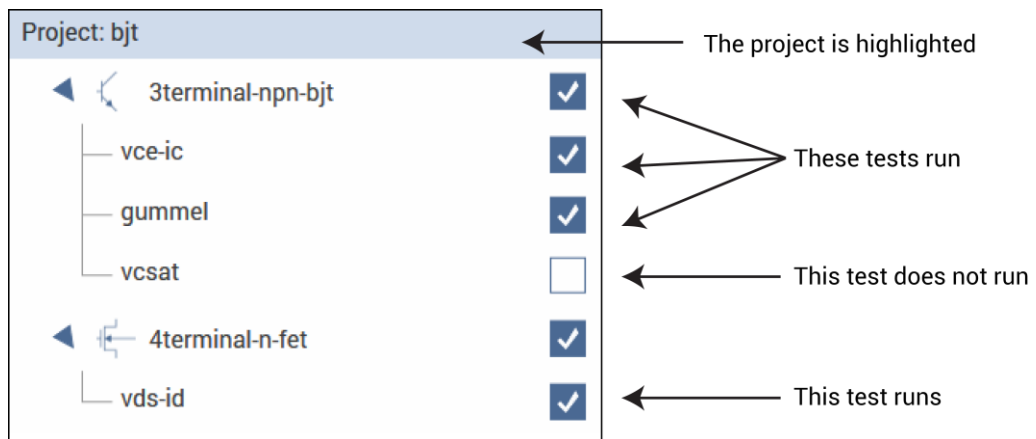 Project: bjt
The project is highlighted
3terminal-npn-bjt
vce-ic
These tests run
gummel
vcsat
This test does not run
4terminal-n-fet
vds-id
This test runs